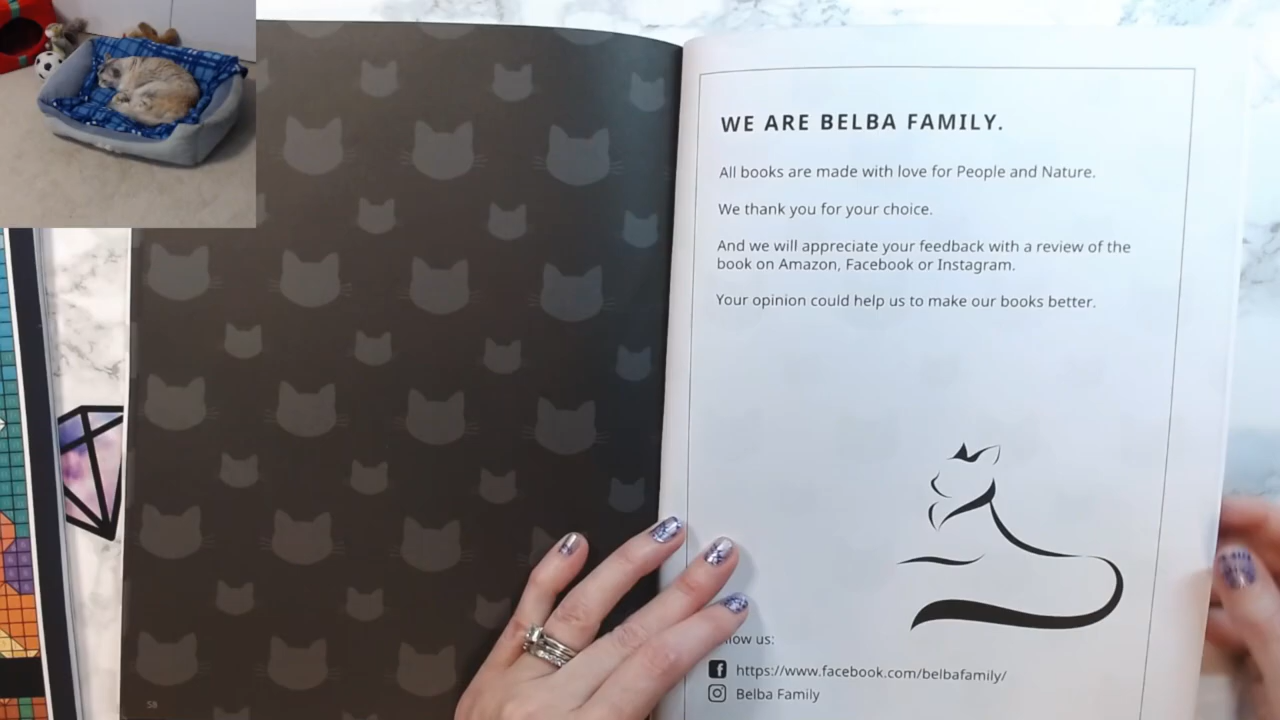 WE ARE BELBA FAMILY.
All books are made with love for People and Nature.
We thank you for your choice.
And we will appreciate your feedback with a review of the
book on Amazon, Facebook or Instagram.
Your opinion could help us to make our books better.
us:
https://www.facebook.com/belbafamily/
Belba Family
58